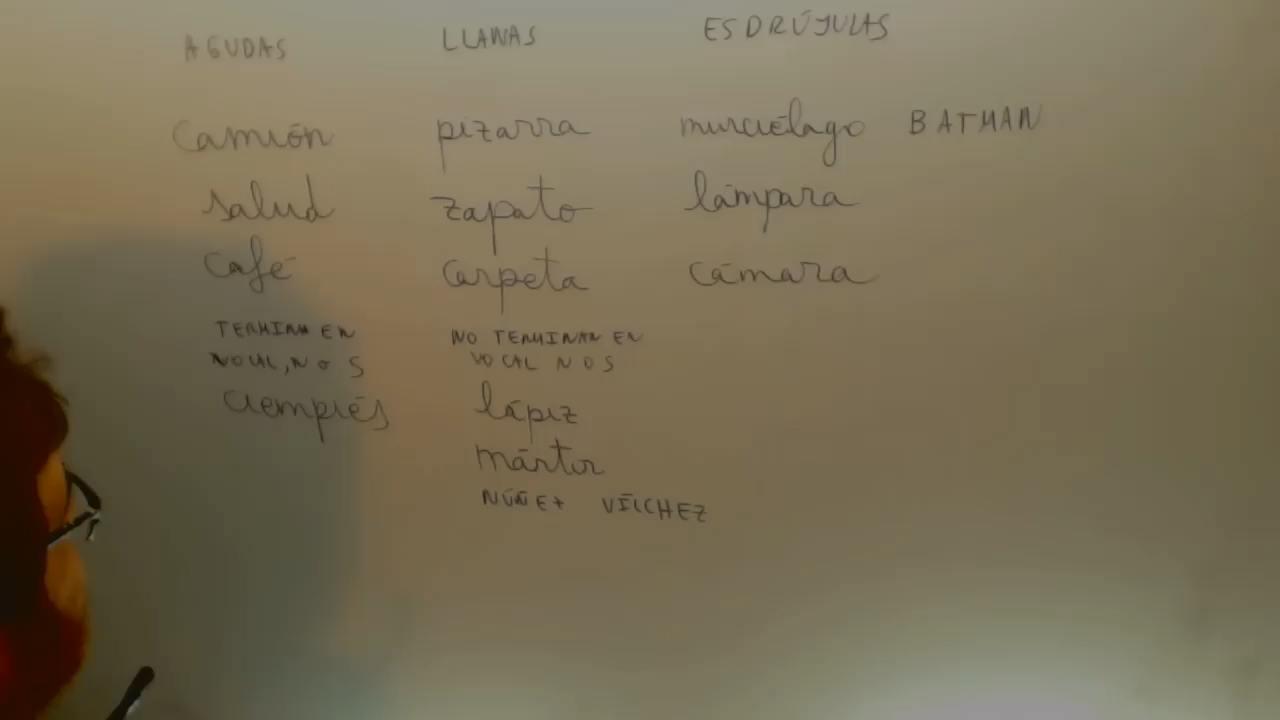 AGUDAS LLANAS ESDRÚJULAS
camión pizarra murciélago BATMAN
salud zapato lámpara
café carpeta cámara
TERMINAN EN NO TERMINAN EN
VOCAL, N O S VOCAL N O S
ciempiés lápiz
mártir
NÚÑEZ VÍLCHEZ